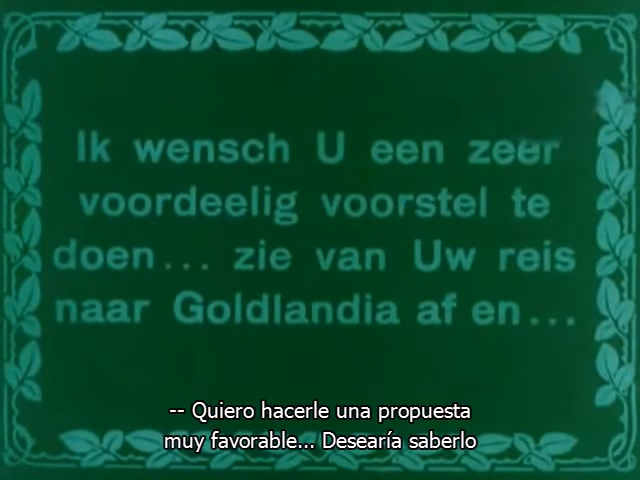 Ik wensch U een zeer
voordeelig voorstel te
doen... zie van Uw reis
naar Goldlandia af en...
-- Quiero hacerle una propuesta
muy favorable... Desearía saberlo